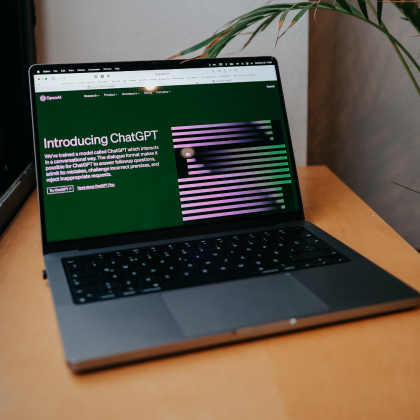 OpenAI
Research Product Developers Company
Search
Introducing ChatGPT
We've trained a model called ChatGPT which interacts
in a conversational way. The dialogue format makes it
possible for ChatGPT to answer followup questions,
admit its mistakes, challenge incorrect premises, and
reject inappropriate requests.
Try ChatGPT Read about ChatGPT Plus